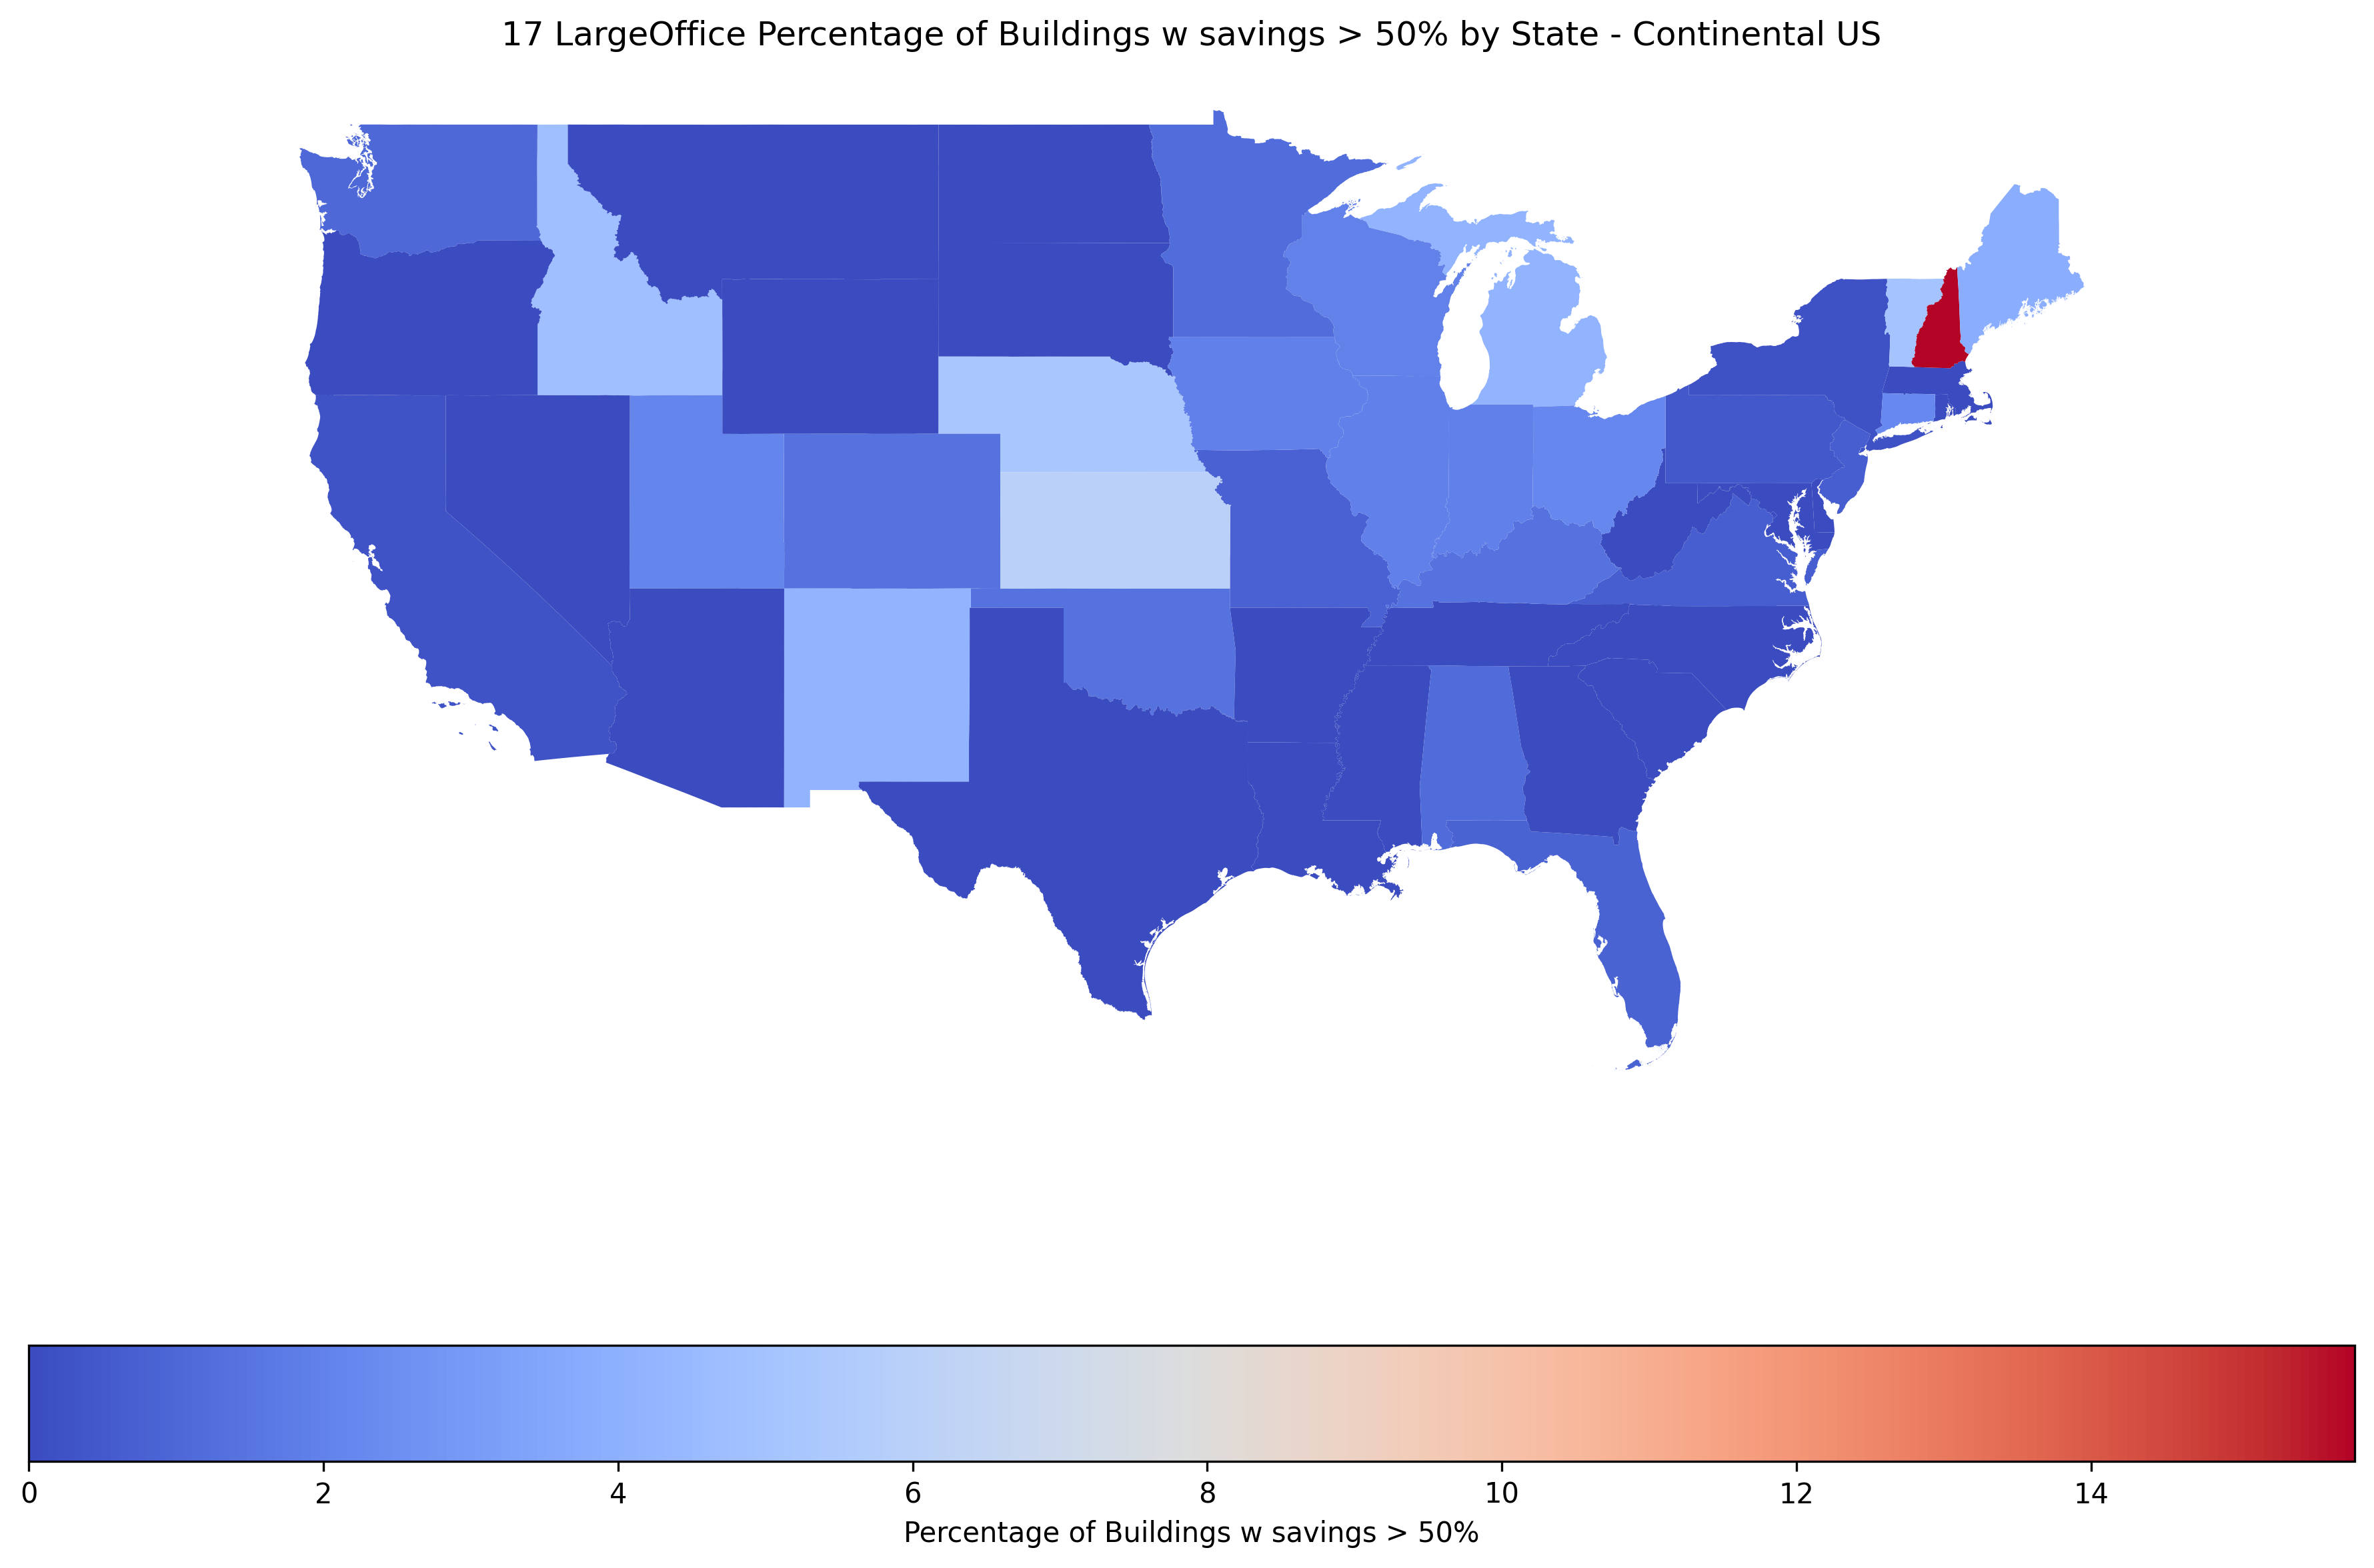 17 LargeOffice Percentage of Buildings w savings > 50% by State - Continental US
0 2 4 6 8 10 12 14
Percentage of Buildings w savings > 50%